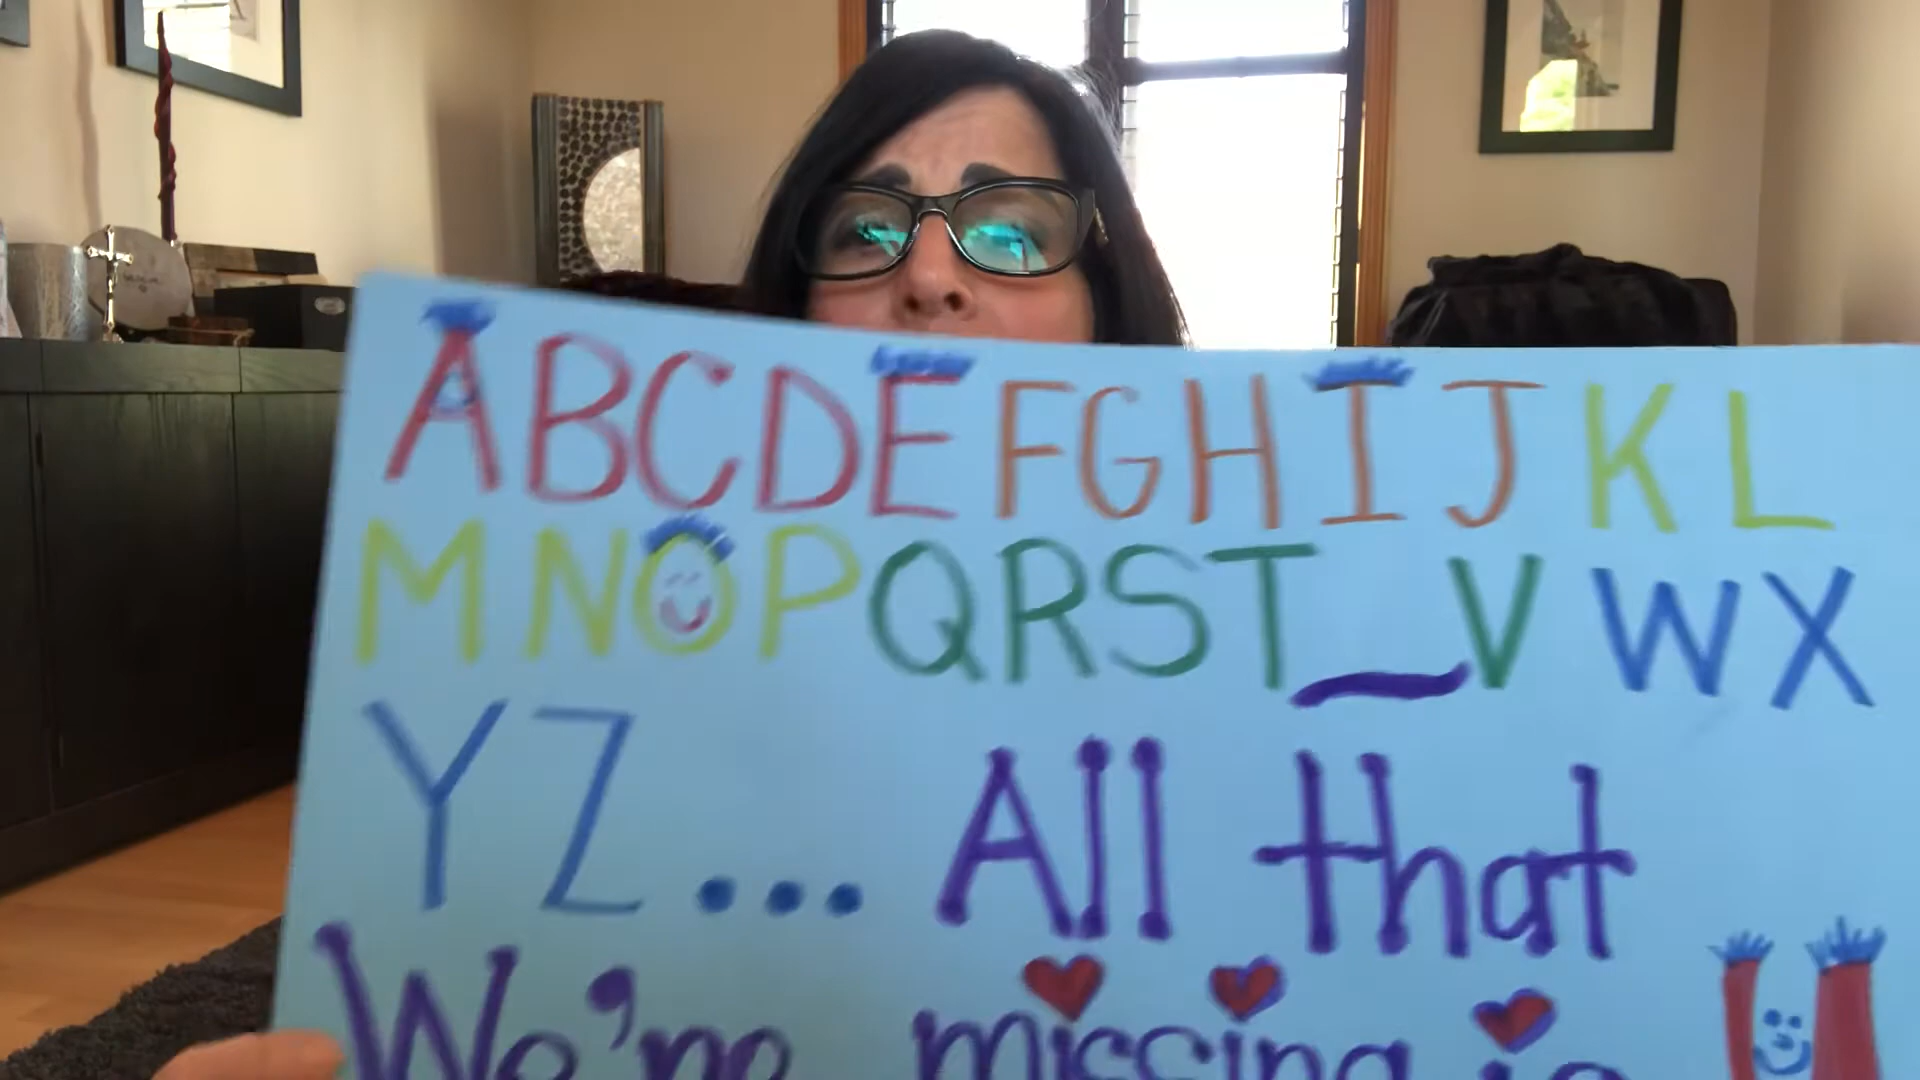 ABCDEFGHIJKL
MNOPQRST_VWX
YZ... All that
We're missing is U